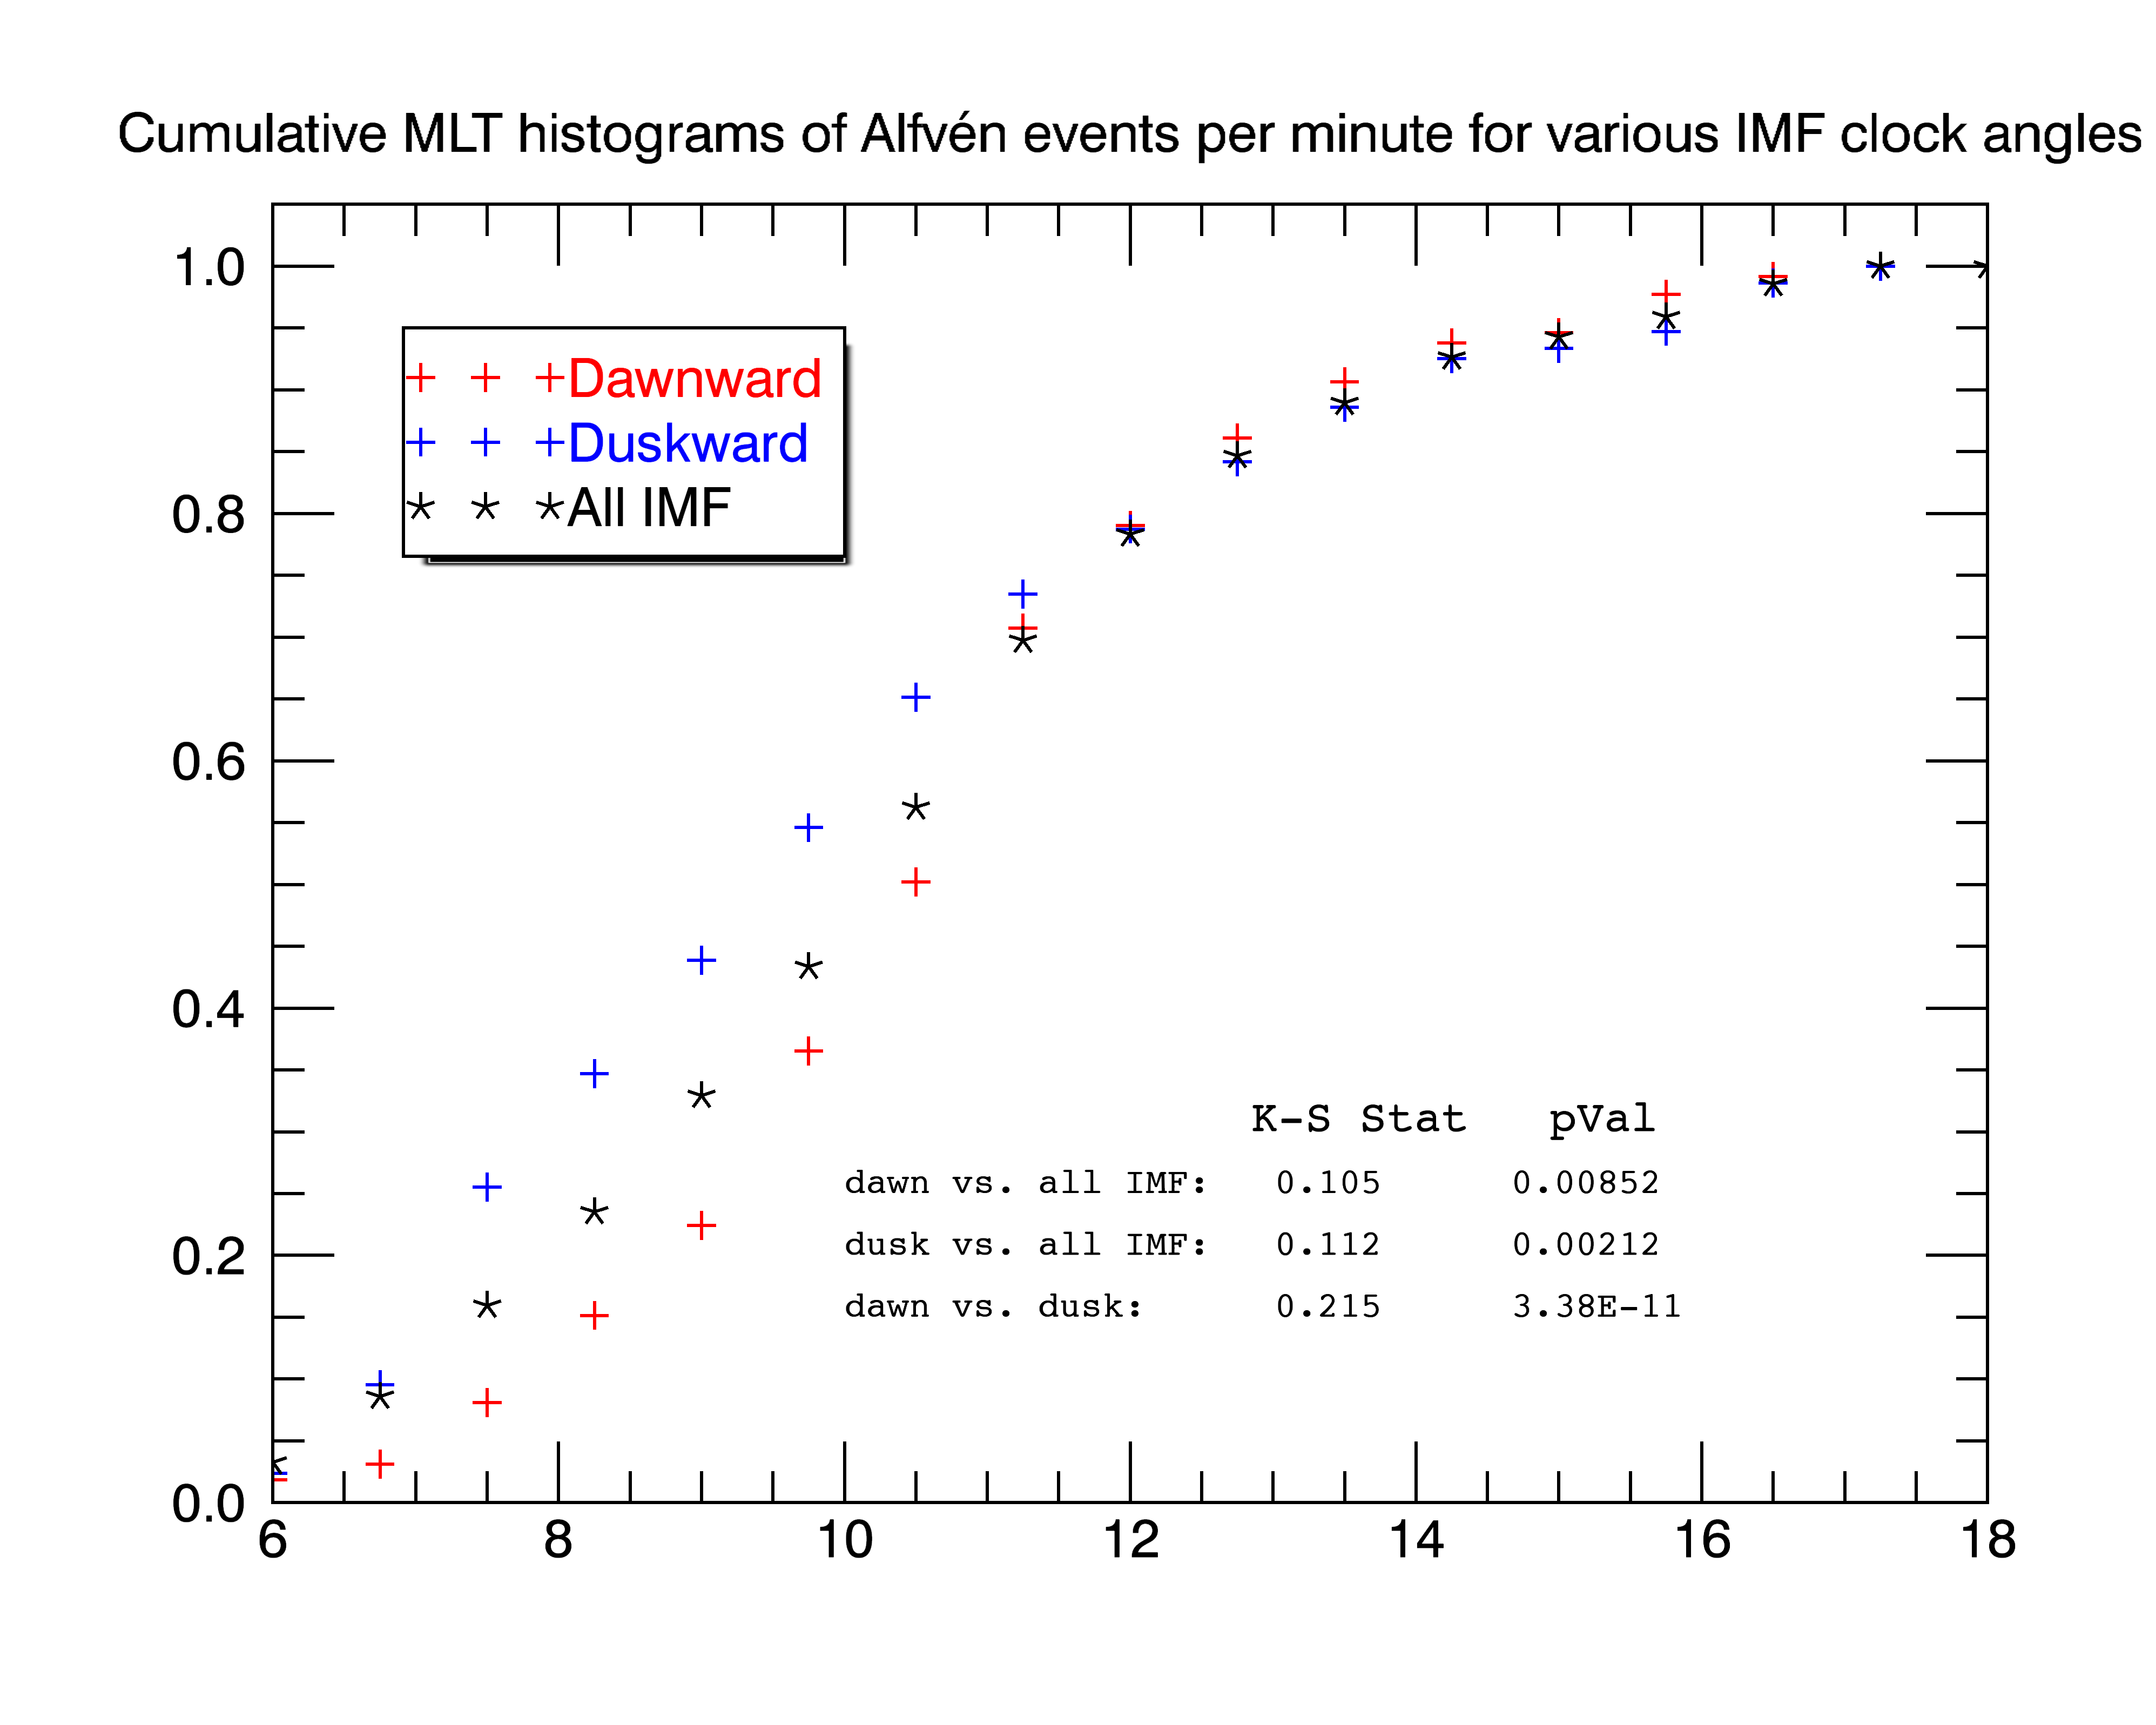 Cumulative MLT histograms of Alfvén events per minute for various IMF clock angles
1.0
Dawnward
Duskward
All IMF
0.8
0.6
0.4
K-S Stat pVal
dawn vs. all IMF: 0.105 0.00852
dusk vs. all IMF: 0.112 0.00212
dawn vs. dusk: 0.215 3.38E-11
0.2
0.0
6 8 10 12 14 16 18